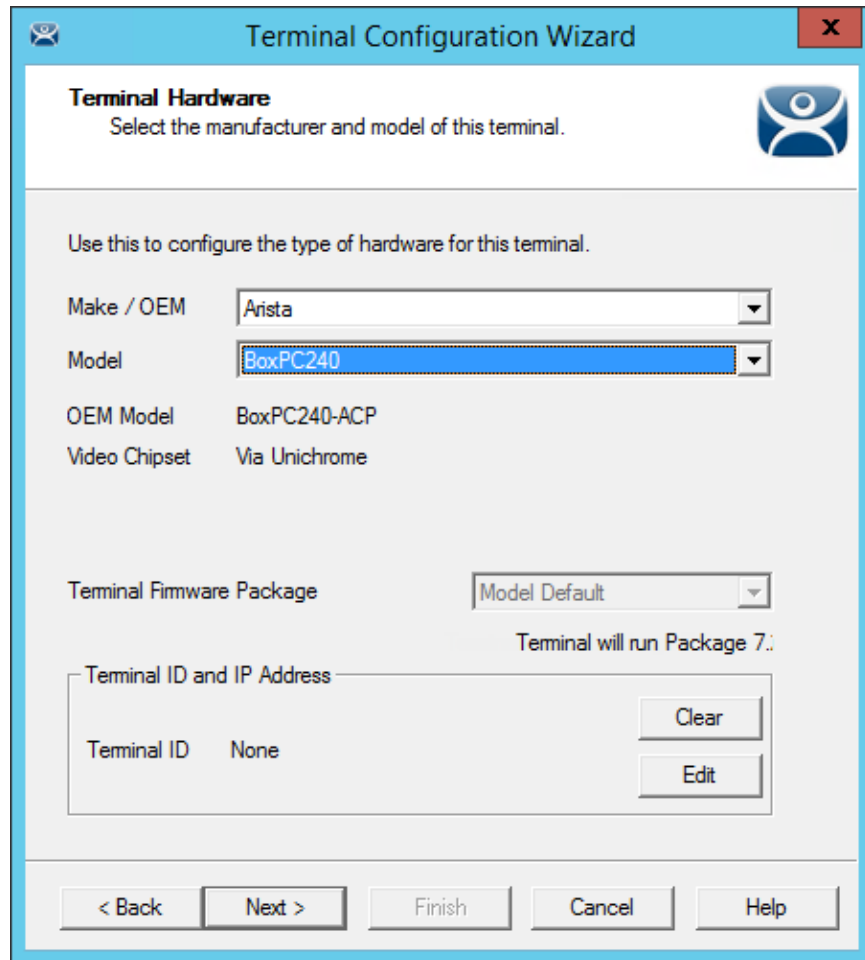 Terminal Configuration Wizard
x
Terminal Hardware
Select the manufacturer and model of this terminal.
Use this to configure the type of hardware for this terminal.
Make / OEM Arista
Model BoxPC240
OEM Model BoxPC240-ACP
Video Chipset Via Unichrome
Terminal Firmware Package Model Default
Terminal will run Package 7.
Terminal ID and IP Address
Clear
Terminal ID None
Edit
< Back Next > Finish Cancel Help